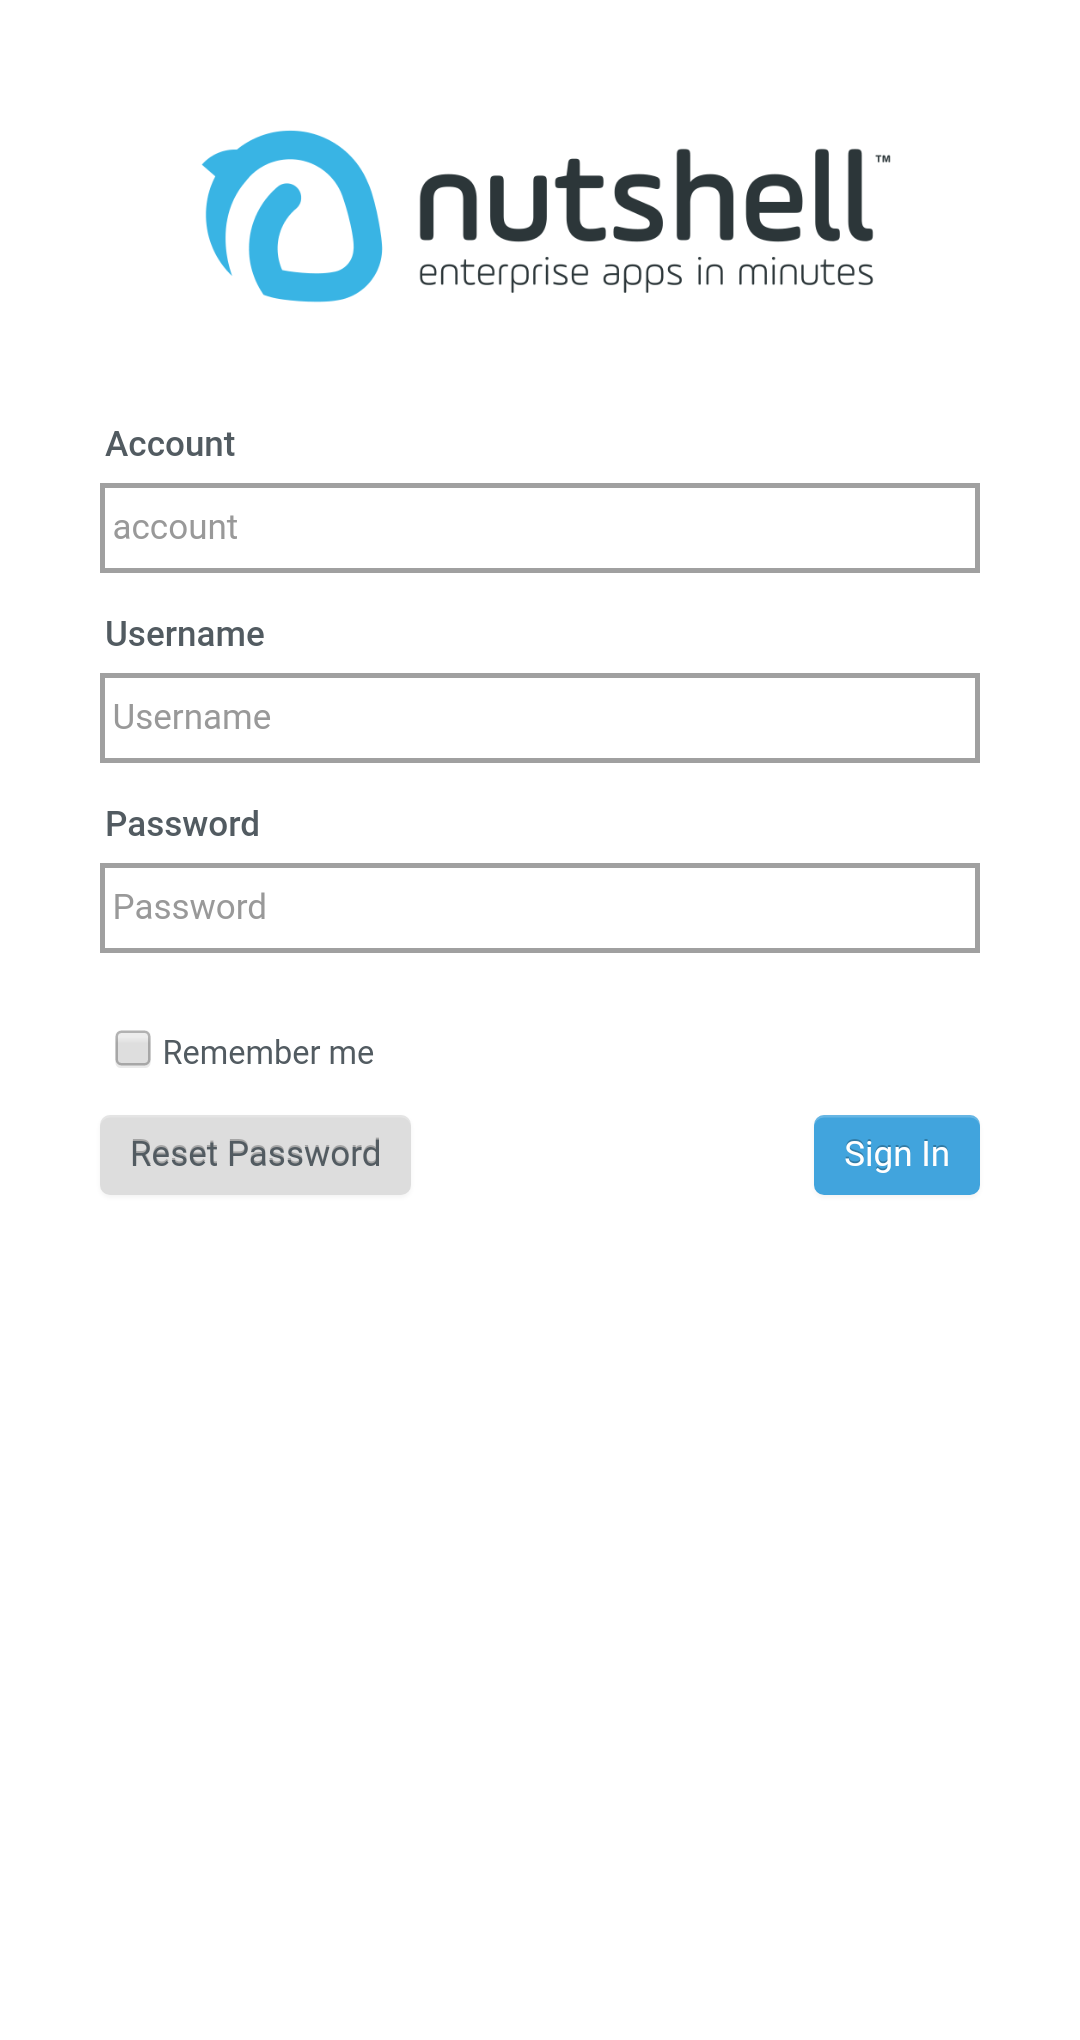 nutshell™
enterprise apps in minutes
Account
account
Username
Username
Password
Password
Remember me
Reset Password
Sign In